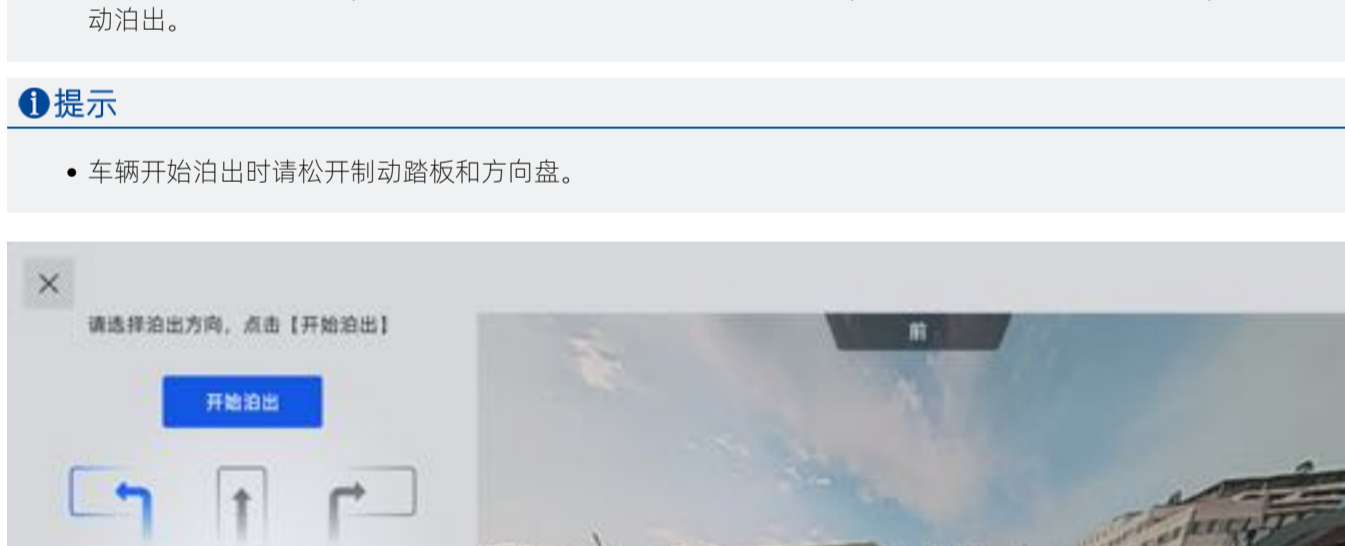 动泊出。
提示
• 车辆开始泊出时请松开制动踏板和方向盘。
请选择泊出方向，点击【开始泊出】
前
开始泊出